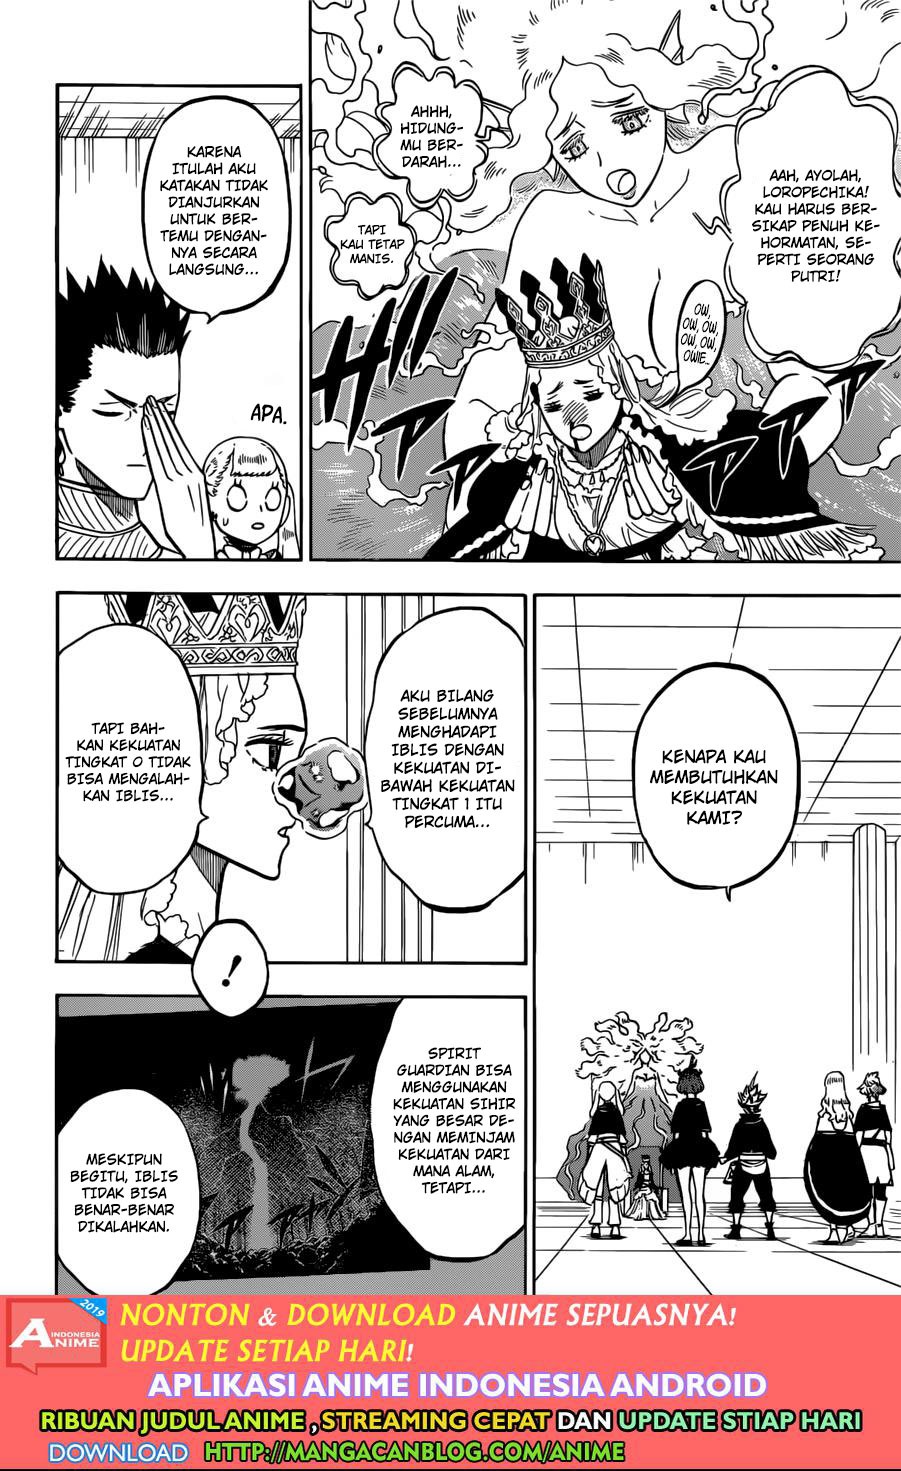 AAH, AYOLAH,
LOROPECHIKA!
KAU HARUS BER-
SIKAP PENUH KE-
HORMATAN, SE-
PERTI SEORANG
PUTRI!
AHHH,
HIDUNG-
MU BER-
DARAH...
TAPI
KAU TETAP
MANIS.
OW,
OW, OW,
OW, OW,
OWIE..
KARENA
ITULAH AKU
KATAKAN TIDAK
DIANJURKAN
UNTUK BER-
TEMU DENGAN-
NYA SECARA
LANGSUNG...
APA.
KENAPA KAU
MEMBUTUHKAN
KEKUATAN
KAMI?
AKU BILANG
SEBELUMNYA
MENGHADAPI
IBLIS DENGAN
KEKUATAN DI-
BAWAH KEKUATAN
TINGKAT 1 ITU
PERCUMA...
TAPI BAH-
KAN KEKUATAN
TINGKAT 0 TIDAK
BISA MENGALAH-
KAN IBLIS...
!
SPIRIT
GUARDIAN BISA
MENGGUNAKAN
KEKUATAN SIHIR
YANG BESAR DE-
NGAN MEMINJAM
KEKUATAN DARI
MANA ALAM,
TETAPI...
MESKIPUN
BEGITU, IBLIS
TIDAK BISA
BENAR-BENAR
DIKALAHKAN.
2019
INDONESIA
ANIME
NONTON & DOWNLOAD ANIME SEPUASNYA!
UPDATE SETIAP HARI!
APLIKASI ANIME INDONESIA ANDROID
RIBUAN JUDUL ANIME , STREAMING CEPAT DAN UPDATE STIAP HARI
DOWNLOAD HTTP://MANGACANBLOG.COM/ANIME